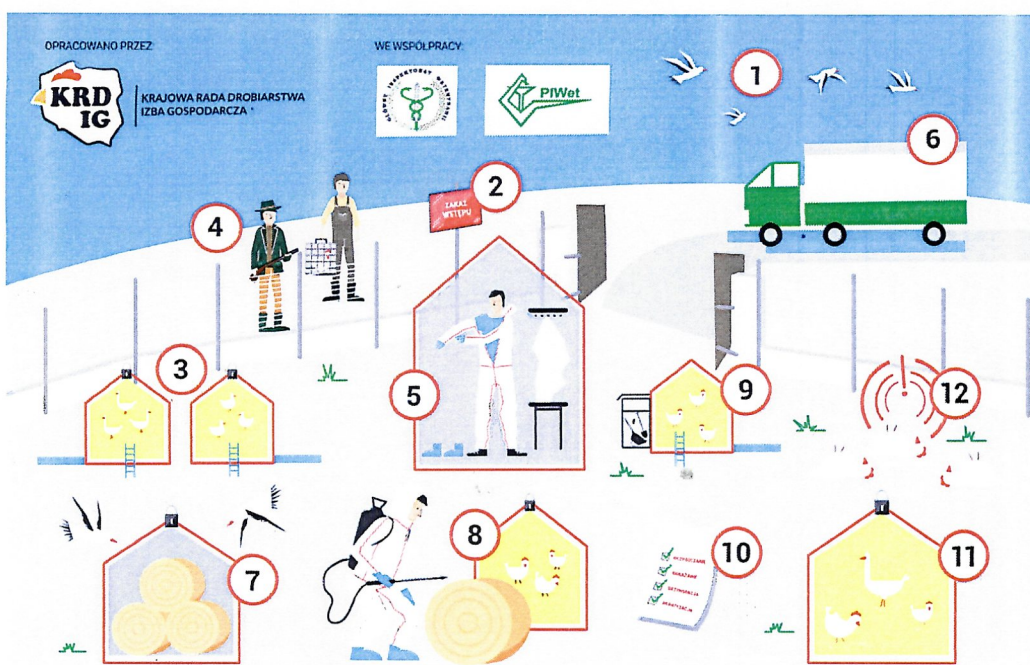 OPRACOWANO PRZEZ:
KRD
IG
KRAJOWA RADA DROBIARSTWA
IZBA GOSPODARCZA
WE WSPÓŁPRACY:
GŁÓWNY INSPEKTORAT WETERYNARII
PIWet
1
6
2
ZAKAZ
WSTĘPU
4
3
5
9
12
7
8
10
11